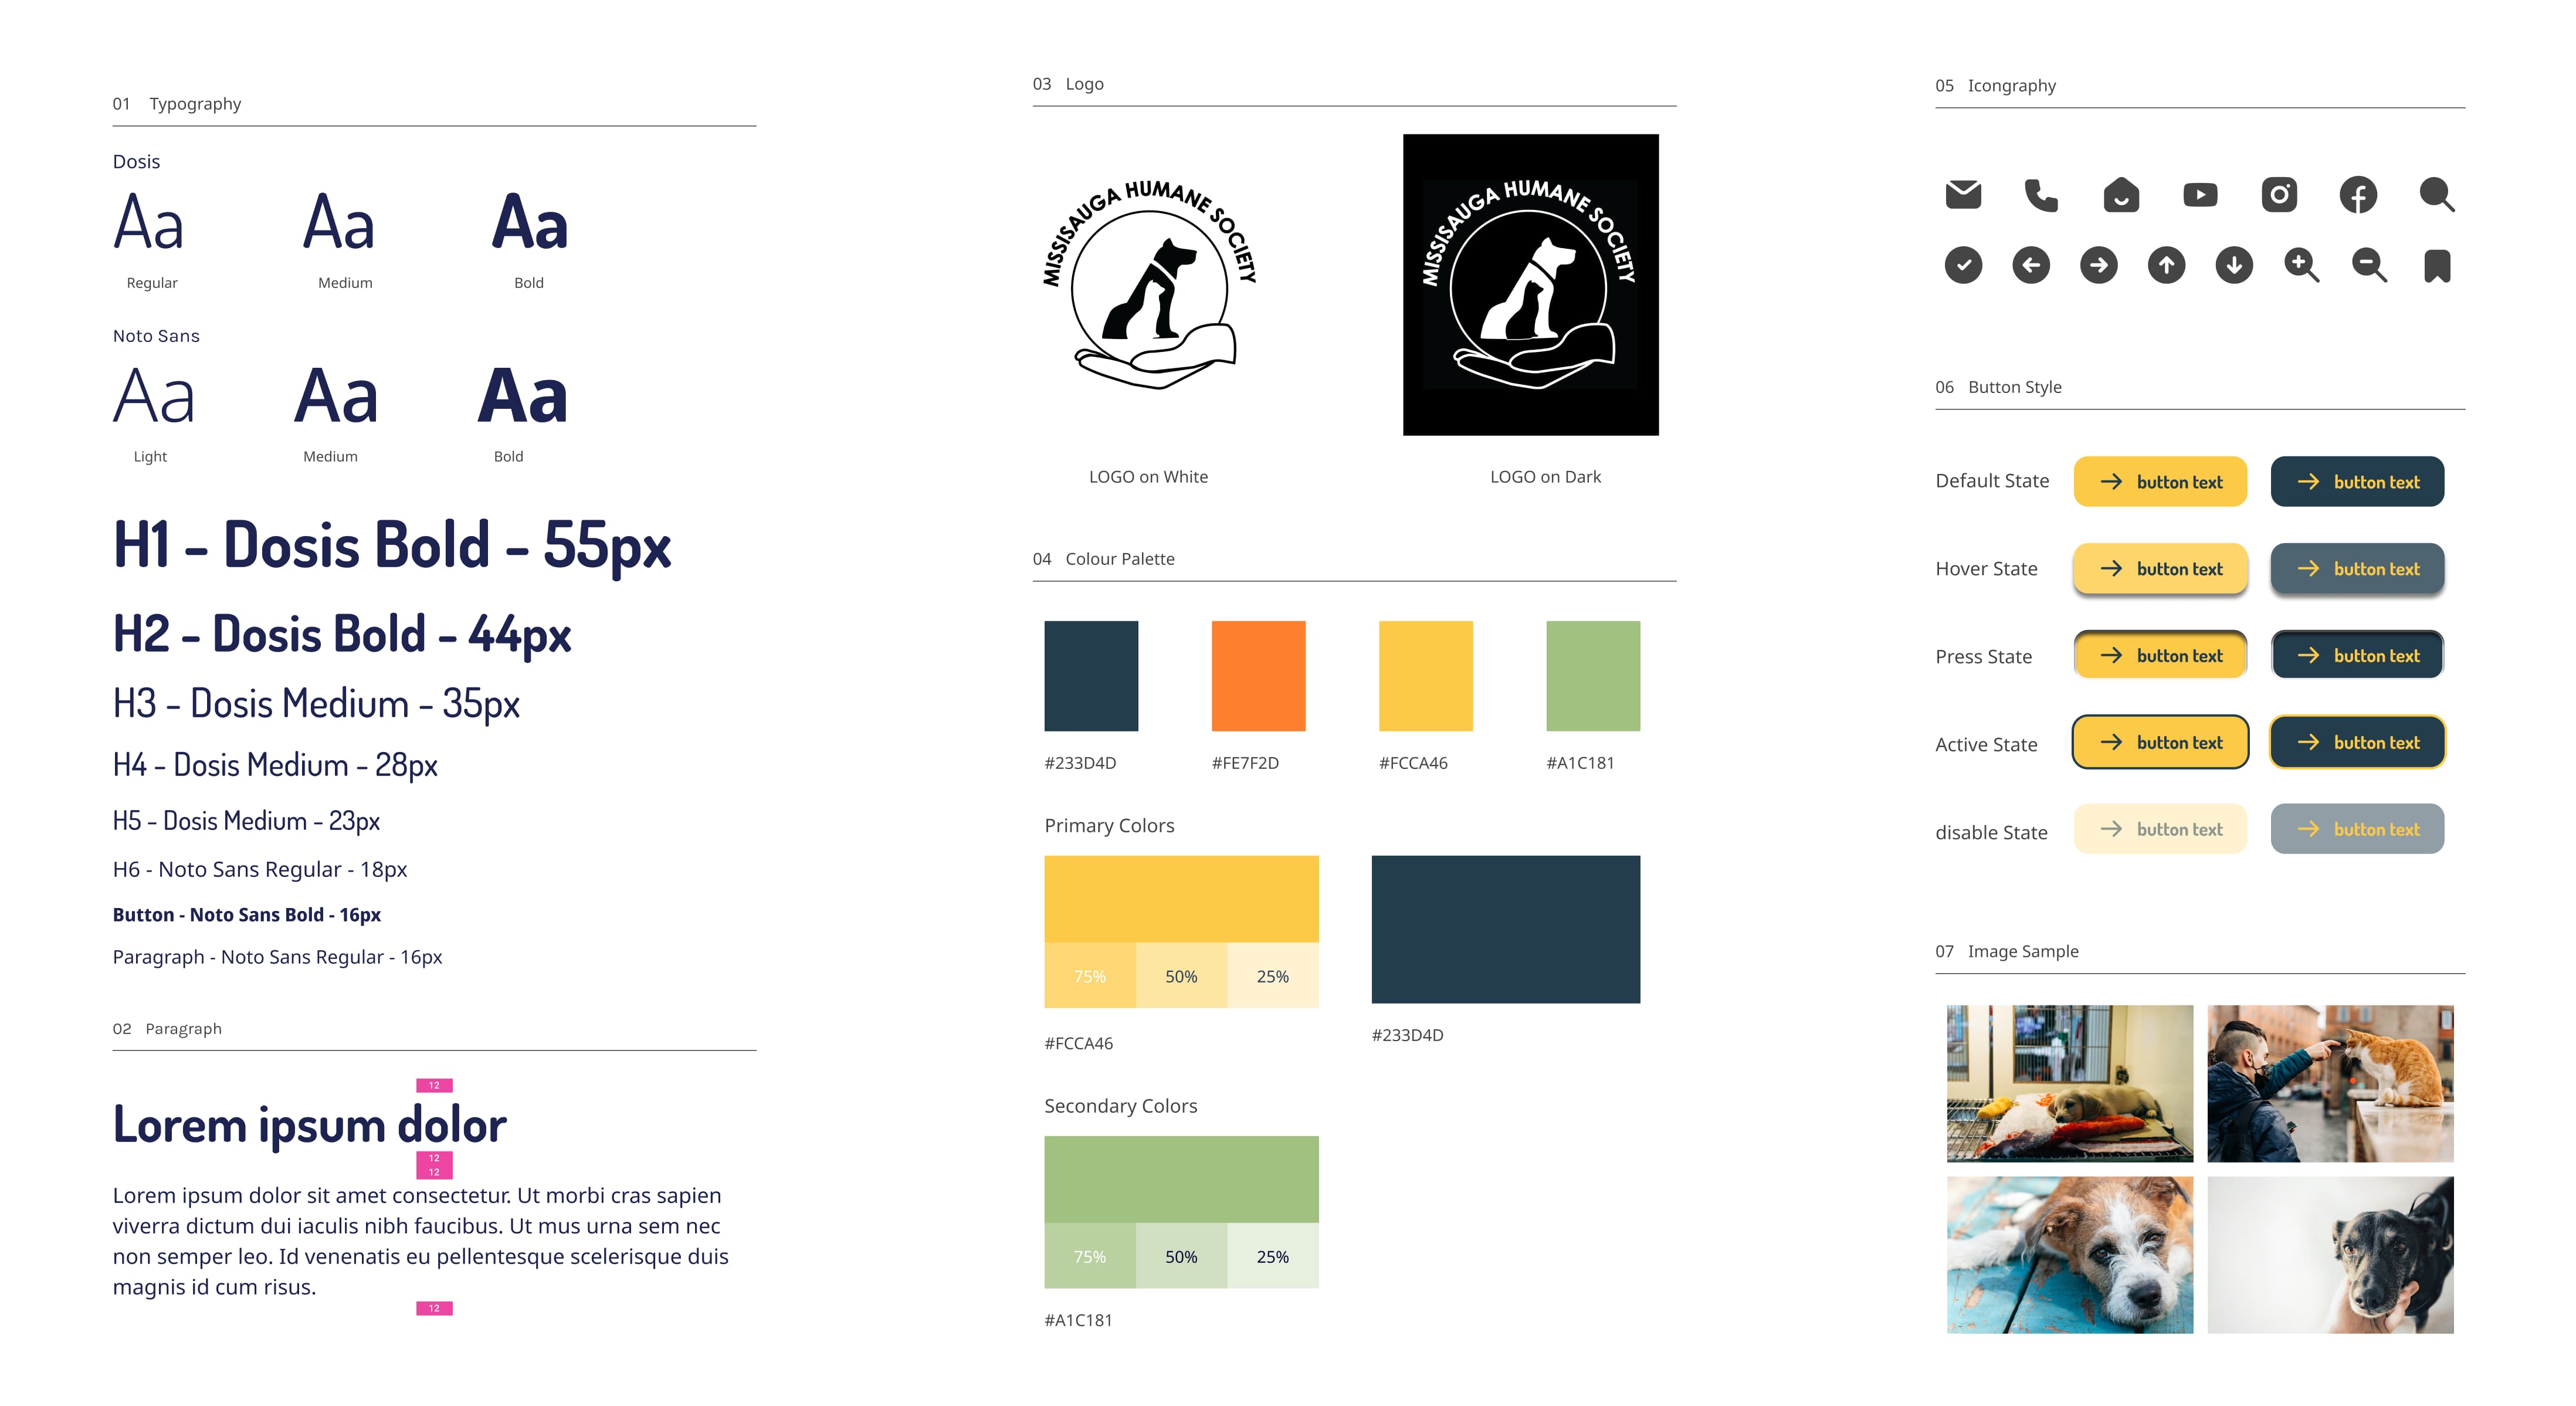 01 Typography
Dosis
Aa Aa Aa
Regular Medium Bold
Noto Sans
Aa Aa Aa
Light Medium Bold
H1 - Dosis Bold - 55px
H2 - Dosis Bold - 44px
H3 - Dosis Medium - 35px
H4 - Dosis Medium - 28px
H5 - Dosis Medium - 23px
H6 - Noto Sans Regular - 18px
Button - Noto Sans Bold - 16px
Paragraph - Noto Sans Regular - 16px
02 Paragraph
12
Lorem ipsum dolor
12
12
Lorem ipsum dolor sit amet consectetur. Ut morbi cras sapien
viverra dictum dui iaculis nibh faucibus. Ut mus urna sem nec
non semper leo. Id venenatis eu pellentesque scelerisque duis
magnis id cum risus.
12
03 Logo
MISSISAUGA HUMANE SOCIETY
MISSISAUGA HUMANE SOCIETY
LOGO on White LOGO on Dark
04 Colour Palette
#233D4D #FE7F2D #FCCA46 #A1C181
Primary Colors
75% 50% 25%
#FCCA46 #233D4D
Secondary Colors
75% 50% 25%
#A1C181
05 Icongraphy
06 Button Style
Default State button text button text
Hover State button text button text
Press State button text button text
Active State button text button text
disable State button text button text
07 Image Sample